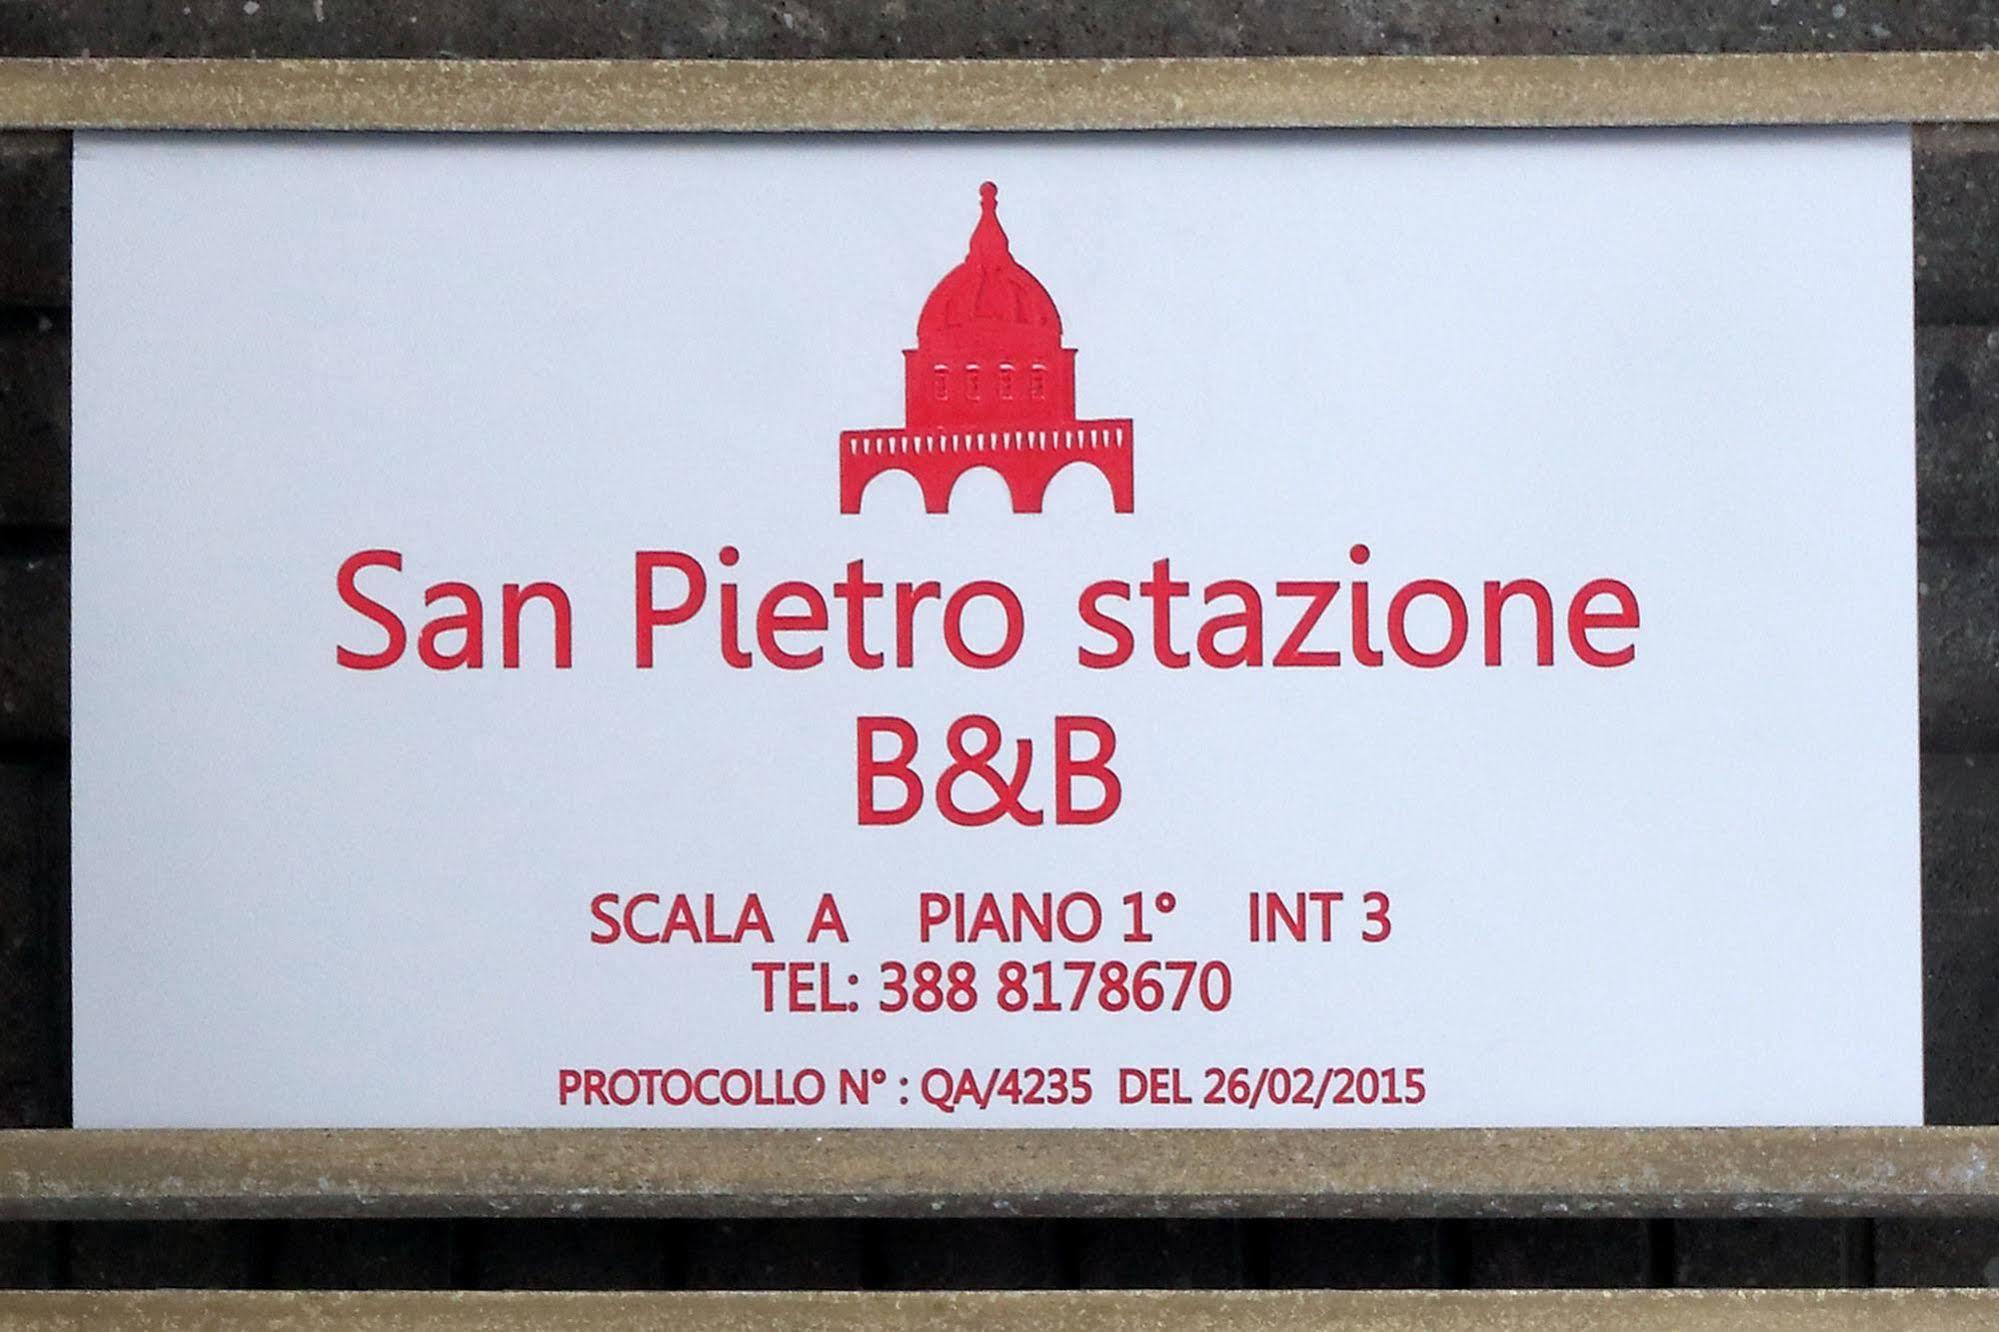 San Pietro stazione
B&B
SCALA A PIANO 1° INT 3
TEL: 388 8178670
PROTOCOLLO N° : QA/4235 DEL 26/02/2015